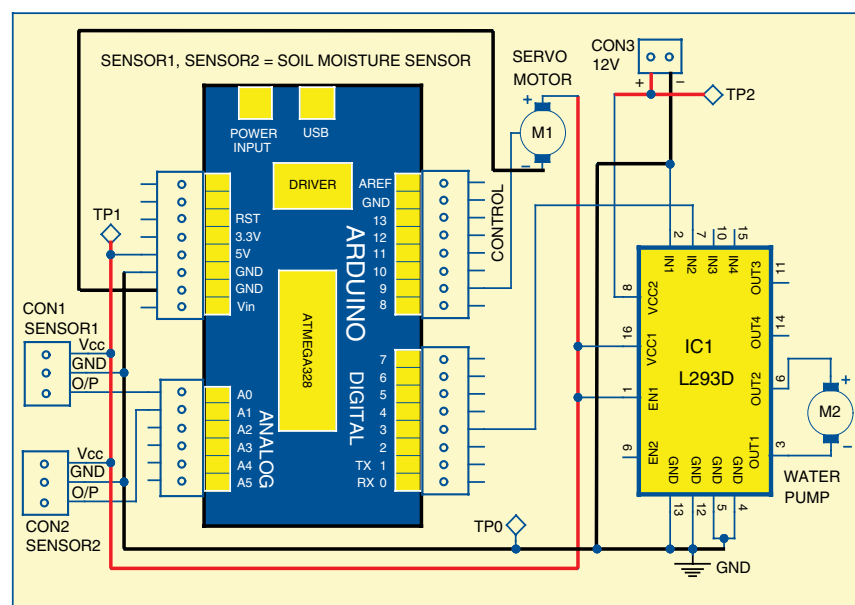 SENSOR1, SENSOR2 = SOIL MOISTURE SENSOR
SERVO
MOTOR
CON3
12V
+
−
TP2
+
M1
−
POWER
INPUT
USB
DRIVER
TP1
RST
3.3V
5V
GND
GND
Vin
ARDUINO
ATMEGA328
AREF
GND
13
12
11
10
9
8
CONTROL
CON1
SENSOR1
Vcc
GND
O/P
A0
A1
A2
A3
A4
A5
ANALOG
DIGITAL
7
6
5
4
3
2
TX 1
RX 0
Vcc
GND
O/P
CON2
SENSOR2
TP0
2
7
10
15
IN1
IN2
IN3
IN4
8
VCC2
16
VCC1
1
EN1
9
EN2
IC1
L293D
OUT3
11
OUT4
14
OUT2
6
OUT1
3
GND
GND
GND
GND
13
12
5
4
+
M2
−
WATER
PUMP
GND